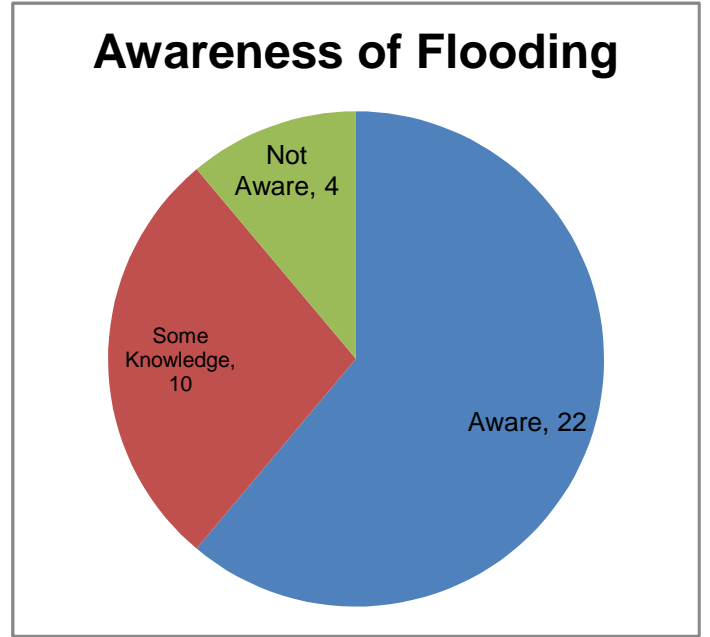 Awareness of Flooding
Not
Aware, 4
Some
Knowledge,
10
Aware, 22